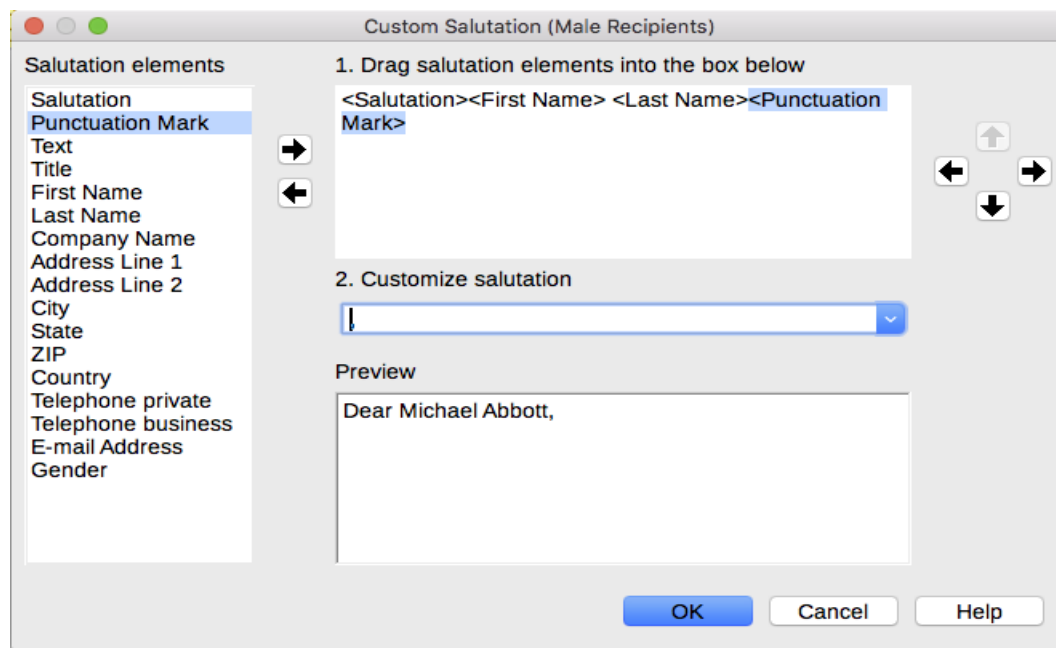 Custom Salutation (Male Recipients)
Salutation elements
Salutation
Punctuation Mark
Text
Title
First Name
Last Name
Company Name
Address Line 1
Address Line 2
City
State
ZIP
Country
Telephone private
Telephone business
E-mail Address
Gender
1. Drag salutation elements into the box below
<Salutation><First Name> <Last Name><Punctuation
Mark>
2. Customize salutation
,
Preview
Dear Michael Abbott,
OK
Cancel
Help